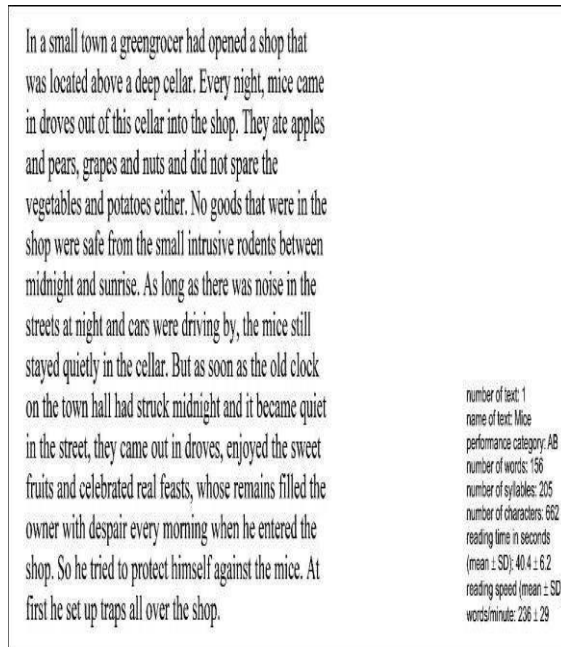 In a small town a greengrocer had opened a shop that
was located above a deep cellar. Every night, mice came
in droves out of this cellar into the shop. They ate apples
and pears, grapes and nuts and did not spare the
vegetables and potatoes either. No goods that were in the
shop were safe from the small intrusive rodents between
midnight and sunrise. As long as there was noise in the
streets at night and cars were driving by, the mice still
stayed quietly in the cellar. But as soon as the old clock
on the town hall had struck midnight and it became quiet
in the street, they came out in droves, enjoyed the sweet
fruits and celebrated real feasts, whose remains filled the
owner with despair every morning when he entered the
shop. So he tried to protect himself against the mice. At
first he set up traps all over the shop.
number of text: 1
name of text: Mice
performance category: AB
number of words: 156
number of syllables: 205
number of characters: 662
reading time in seconds
(mean ± SD): 40.4 ± 6.2
reading speed (mean ± SD
words/minute: 236 ± 29